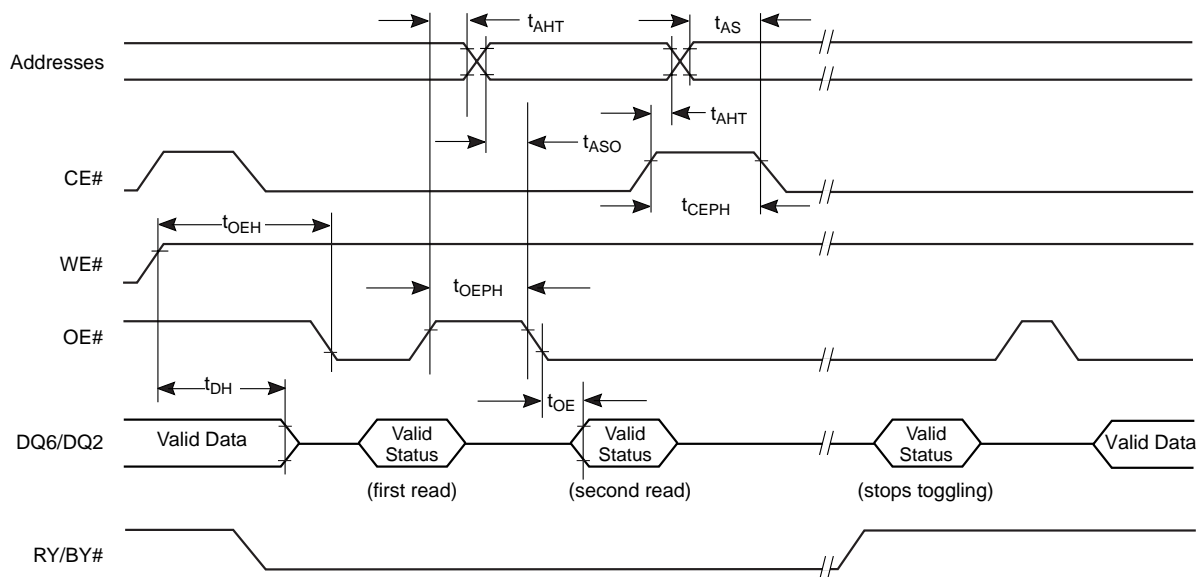 tAHT
tAS
Addresses
tAHT
tASO
CE#
tCEPH
tOEH
WE#
tOEPH
OE#
tDH
tOE
DQ6/DQ2
Valid Data
Valid
Status
Valid
Status
Valid
Status
Valid Data
(first read)
(second read)
(stops toggling)
RY/BY#